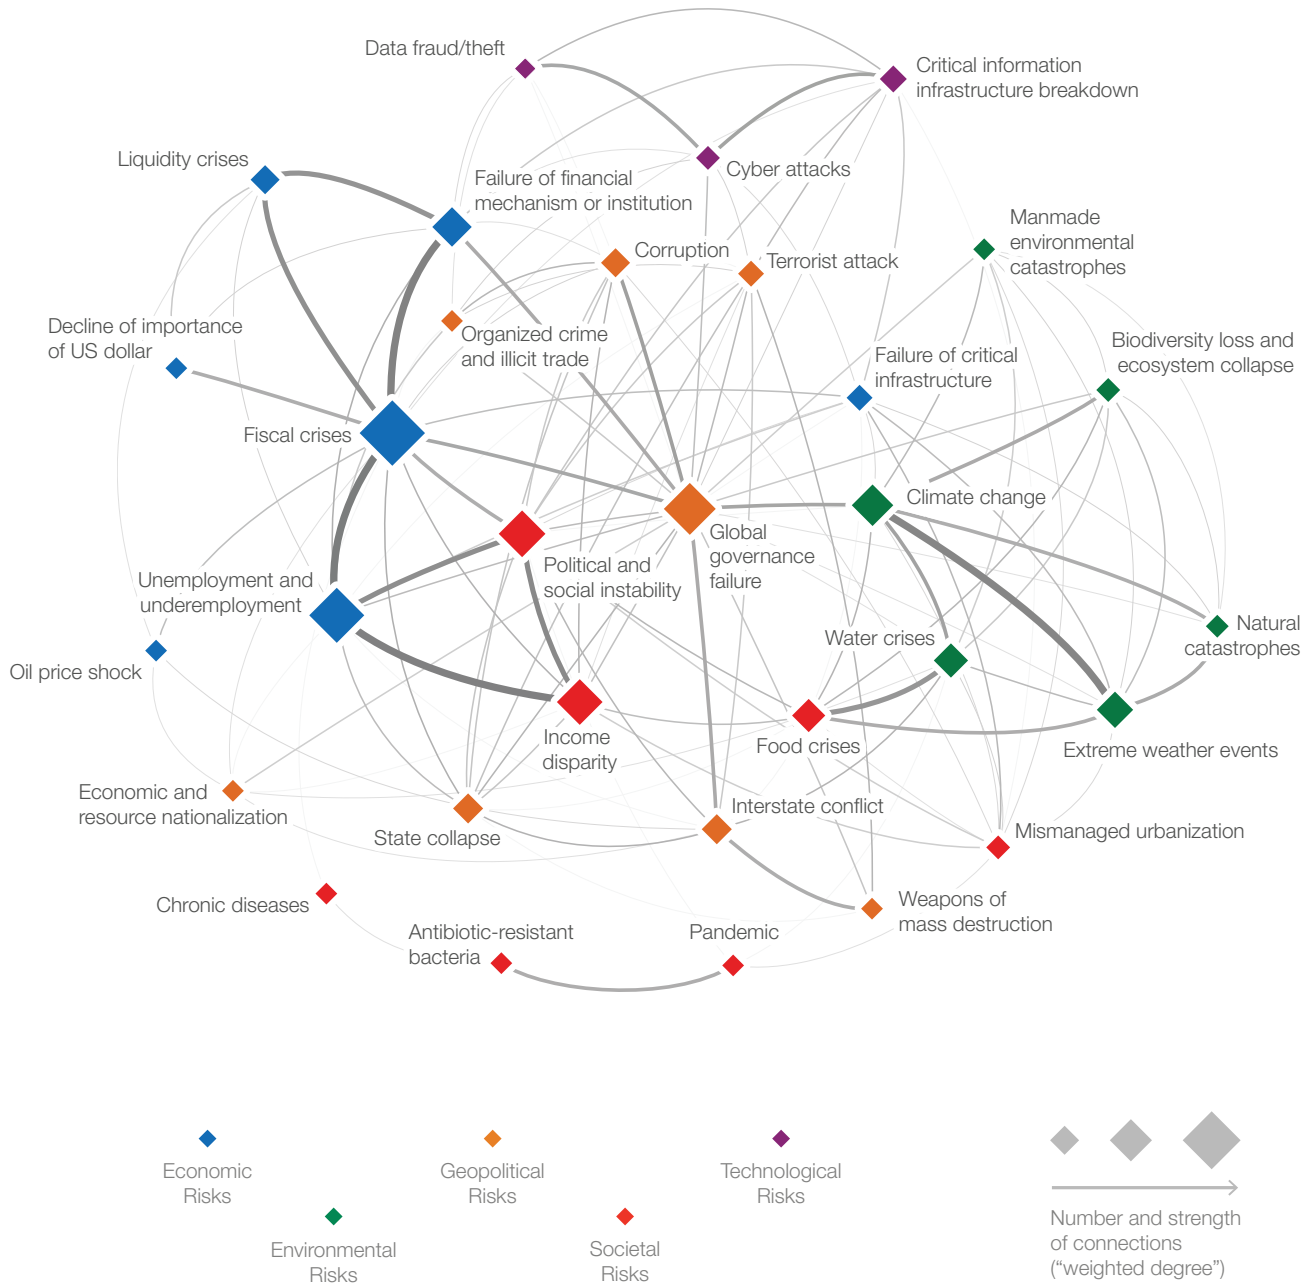 Data fraud/theft
Critical information
infrastructure breakdown
Liquidity crises
Cyber attacks
Failure of financial
mechanism or institution
Manmade
environmental
catastrophes
Corruption
Terrorist attack
Decline of importance
of US dollar
Organized crime
and illicit trade
Failure of critical
infrastructure
Biodiversity loss and
ecosystem collapse
Fiscal crises
Climate change
Global
governance
failure
Political and
social instability
Unemployment and
underemployment
Water crises
Natural
catastrophes
Oil price shock
Income
disparity
Food crises
Extreme weather events
Economic and
resource nationalization
State collapse
Interstate conflict
Mismanaged urbanization
Chronic diseases
Weapons of
mass destruction
Antibiotic-resistant
bacteria
Pandemic
Economic
Risks
Geopolitical
Risks
Technological
Risks
Environmental
Risks
Societal
Risks
Number and strength
of connections
(“weighted degree”)